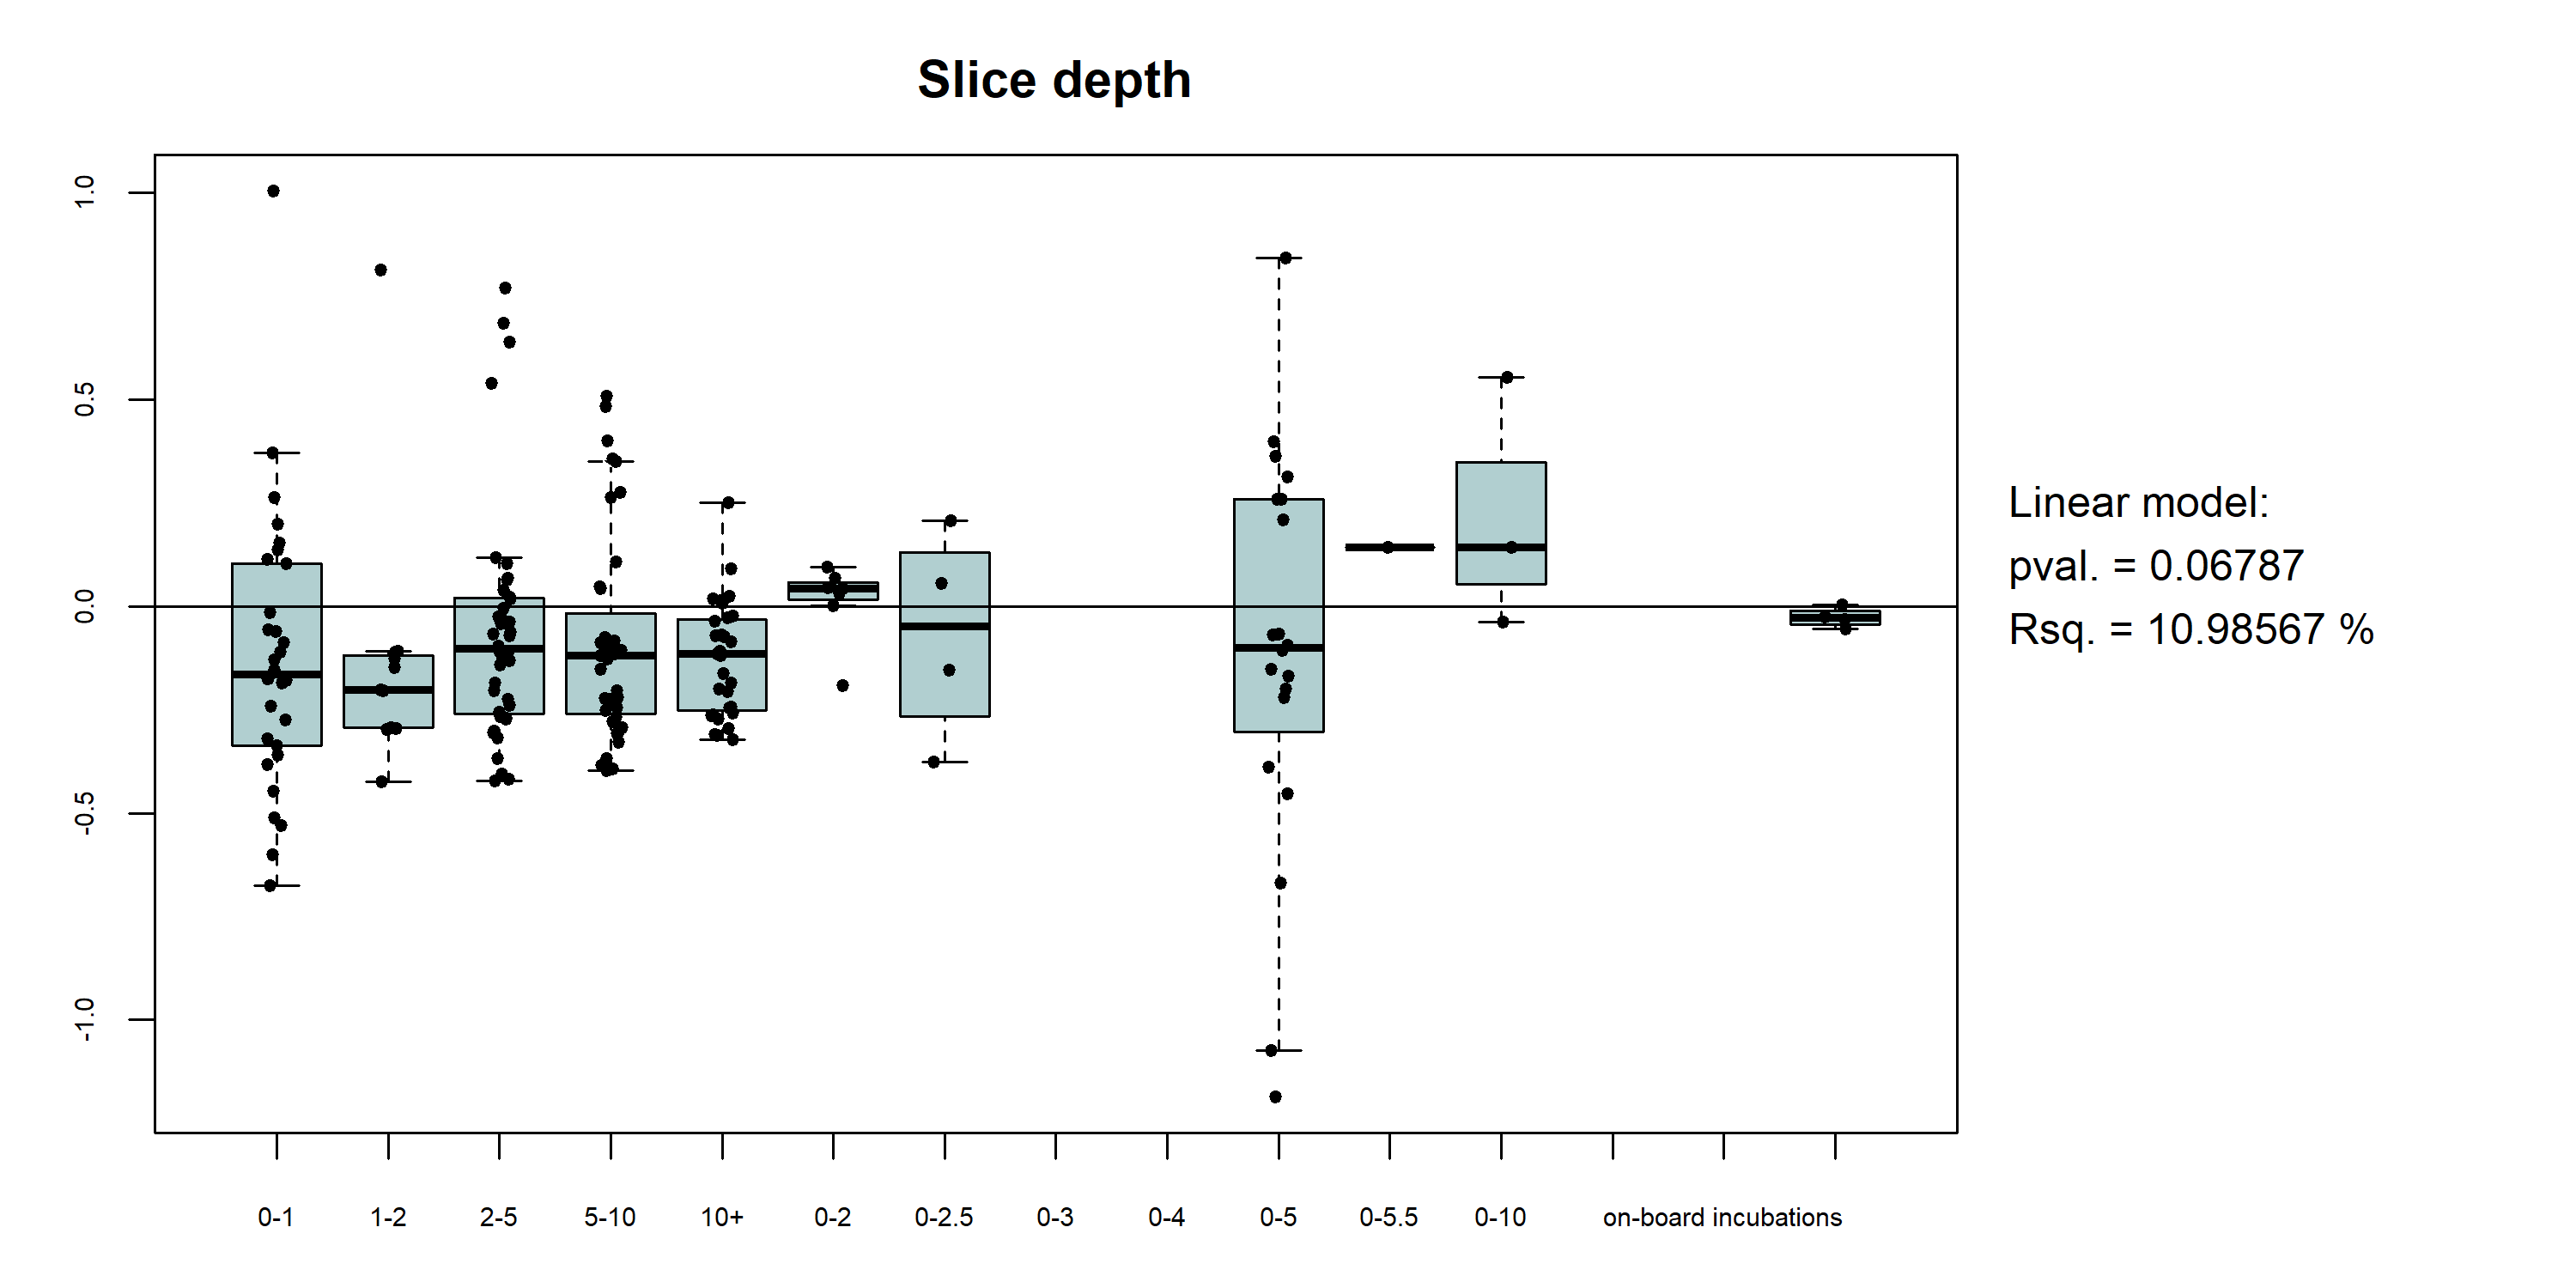 Slice depth
1.0
0.5
0.0
-0.5
-1.0
0-1 1-2 2-5 5-10 10+ 0-2 0-2.5 0-3 0-4 0-5 0-5.5 0-10 on-board incubations
Linear model:
pval. = 0.06787
Rsq. = 10.98567 %